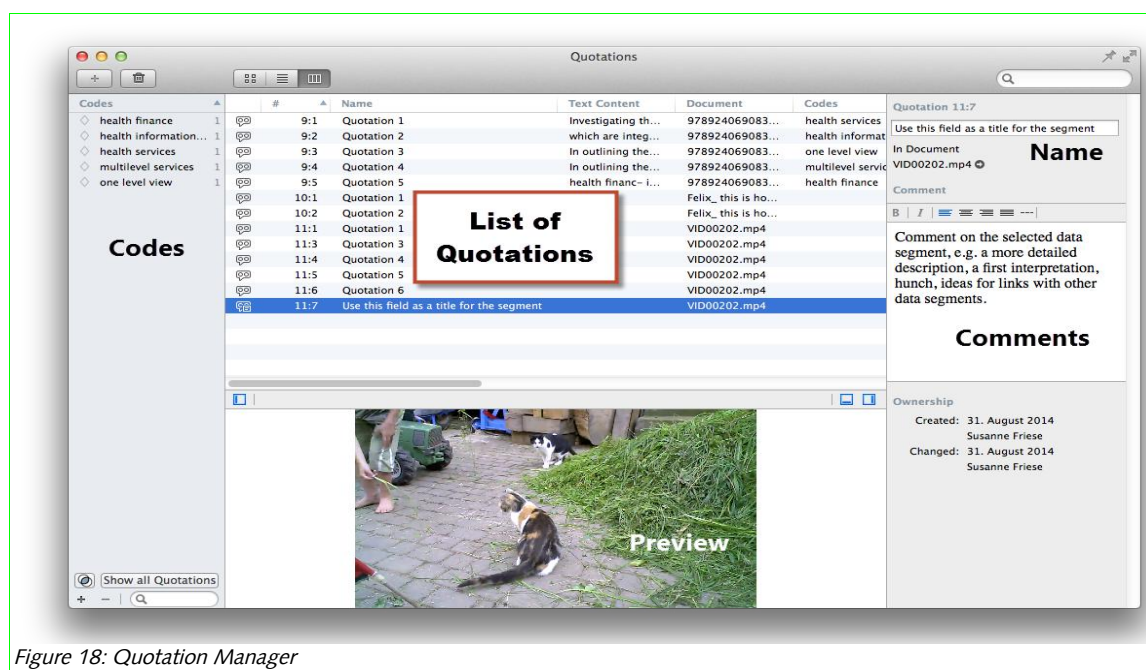 Quotations
Codes
health finance 1
health information... 1
health services 1
multilevel services 1
one level view 1
Codes
Show all Quotations
# Name Text Content Document Codes
9:1 Quotation 1 Investigating th... 978924069083... health services
9:2 Quotation 2 which are integ... 978924069083... health informat
9:3 Quotation 3 In outlining the... 978924069083... one level view
9:4 Quotation 4 In outlining the... 978924069083... multilevel servic
9:5 Quotation 5 health financ– i... 978924069083... health finance
10:1 Quotation 1 Felix_ this is ho...
10:2 Quotation 2 Felix_ this is ho...
11:1 Quotation 1 VID00202.mp4
11:3 Quotation 3 VID00202.mp4
11:4 Quotation 4 VID00202.mp4
11:5 Quotation 5 VID00202.mp4
11:6 Quotation 6 VID00202.mp4
11:7 Use this field as a title for the segment VID00202.mp4
List of
Quotations
Preview
Quotation 11:7
Use this field as a title for the segment
In Document
VID00202.mp4
Name
Comment
B | I
Comment on the selected data
segment, e.g. a more detailed
description, a first interpretation,
hunch, ideas for links with other
data segments.
Comments
Ownership
Created: 31. August 2014
Susanne Friese
Changed: 31. August 2014
Susanne Friese
Figure 18: Quotation Manager